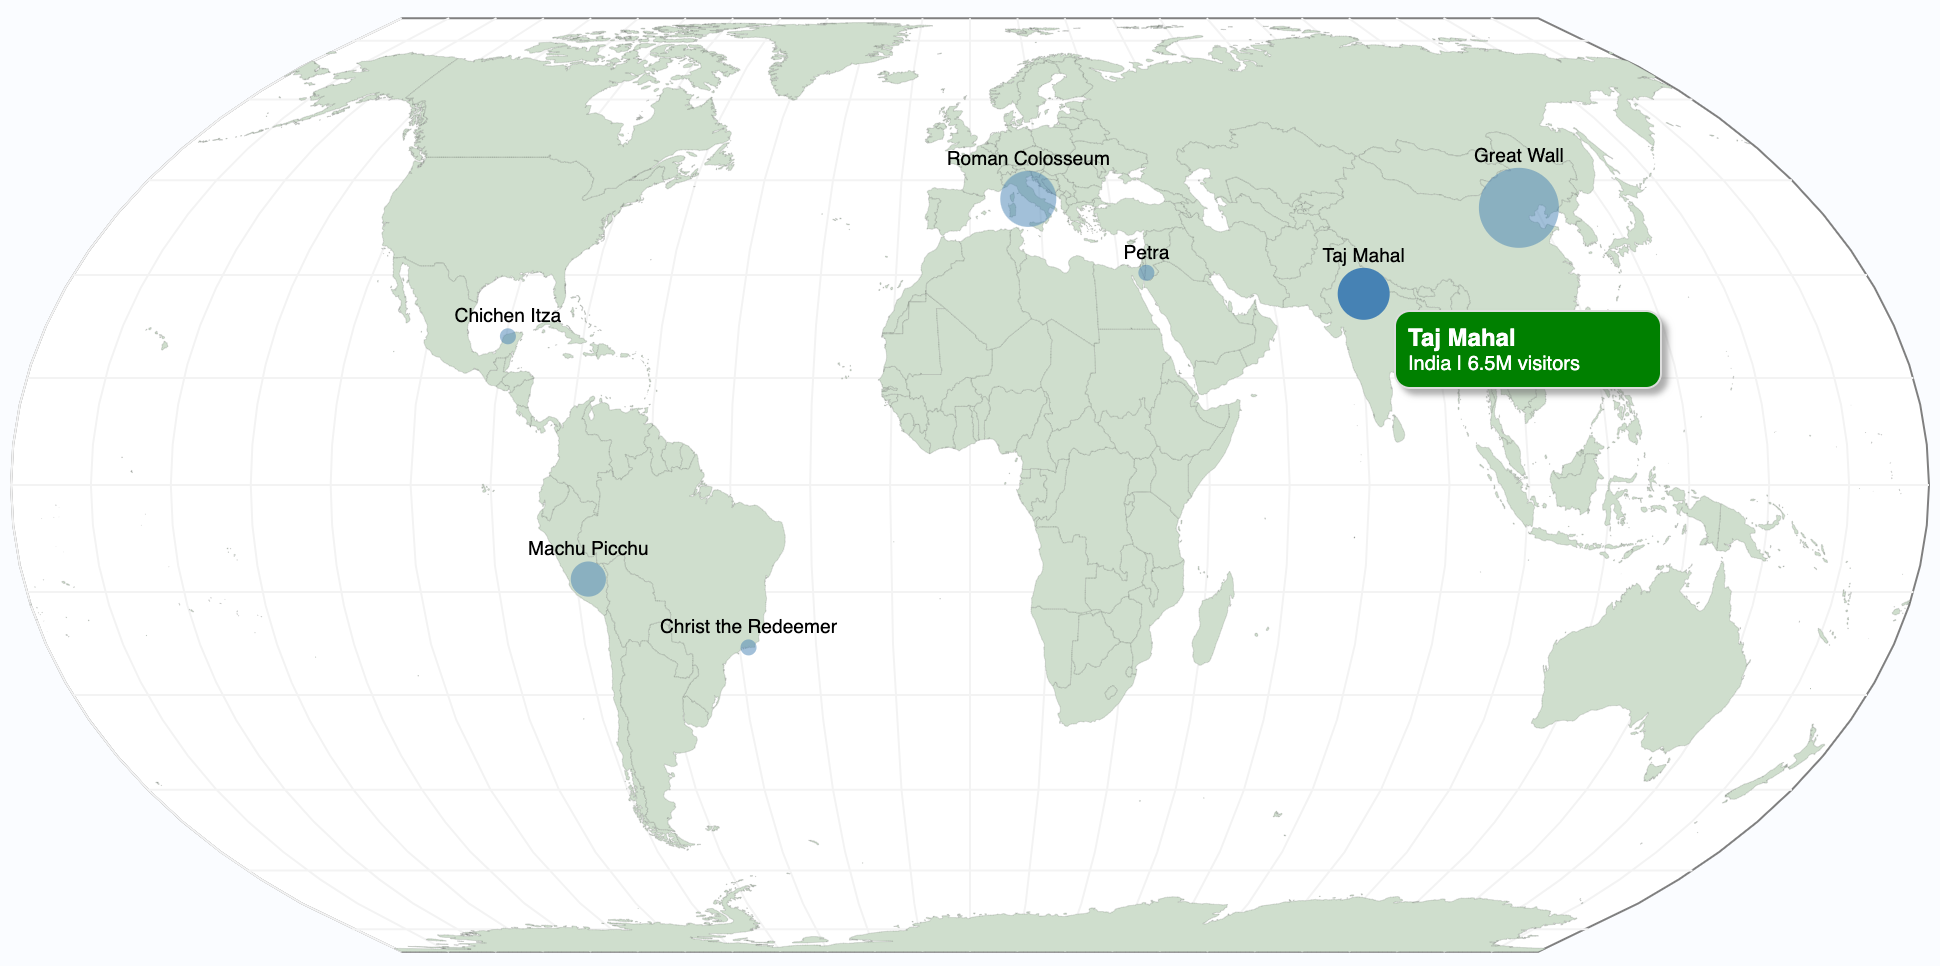 Roman Colosseum
Great Wall
Petra
Taj Mahal
Chichen Itza
Taj Mahal
India | 6.5M visitors
Machu Picchu
Christ the Redeemer